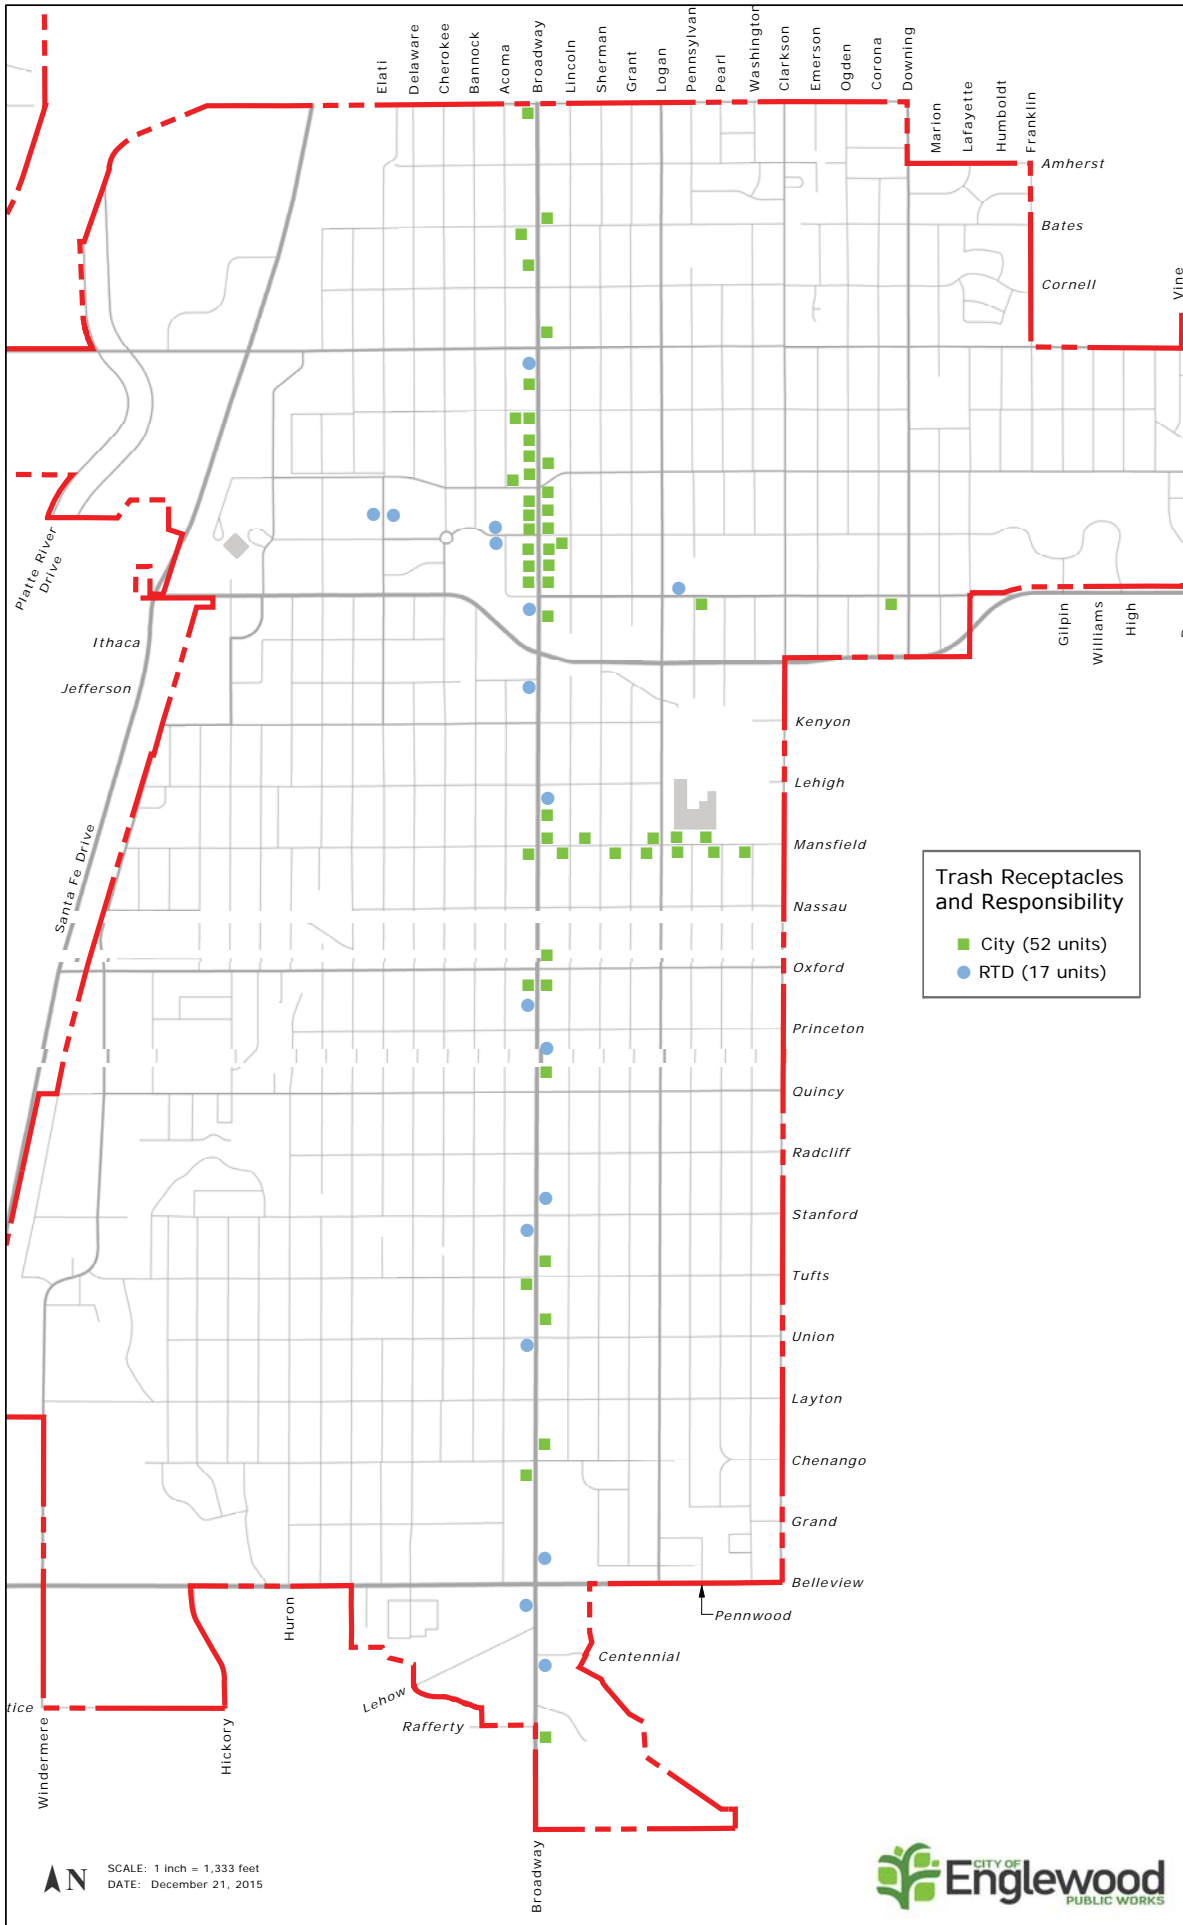 Elati
Delaware
Cherokee
Bannock
Acoma
Broadway
Lincoln
Sherman
Grant
Logan
Pennsylvan
Pearl
Washington
Clarkson
Emerson
Ogden
Corona
Downing
Marion
Lafayette
Humboldt
Franklin
Amherst
Bates
Cornell
Vine
Platte River
Drive
Gilpin
Williams
High
Ithaca
Jefferson
Kenyon
Lehigh
Santa Fe Drive
Mansfield
Trash Receptacles
and Responsibility
City (52 units)
RTD (17 units)
Nassau
Oxford
Princeton
Quincy
Radcliff
Stanford
Tufts
Union
Layton
Chenango
Grand
Belleview
Huron
Pennwood
Centennial
Lehow
Rafferty
tice
Windermere
Hickory
Broadway
N
SCALE: 1 inch = 1,333 feet
DATE: December 21, 2015
CITY OF
Englewood
PUBLIC WORKS